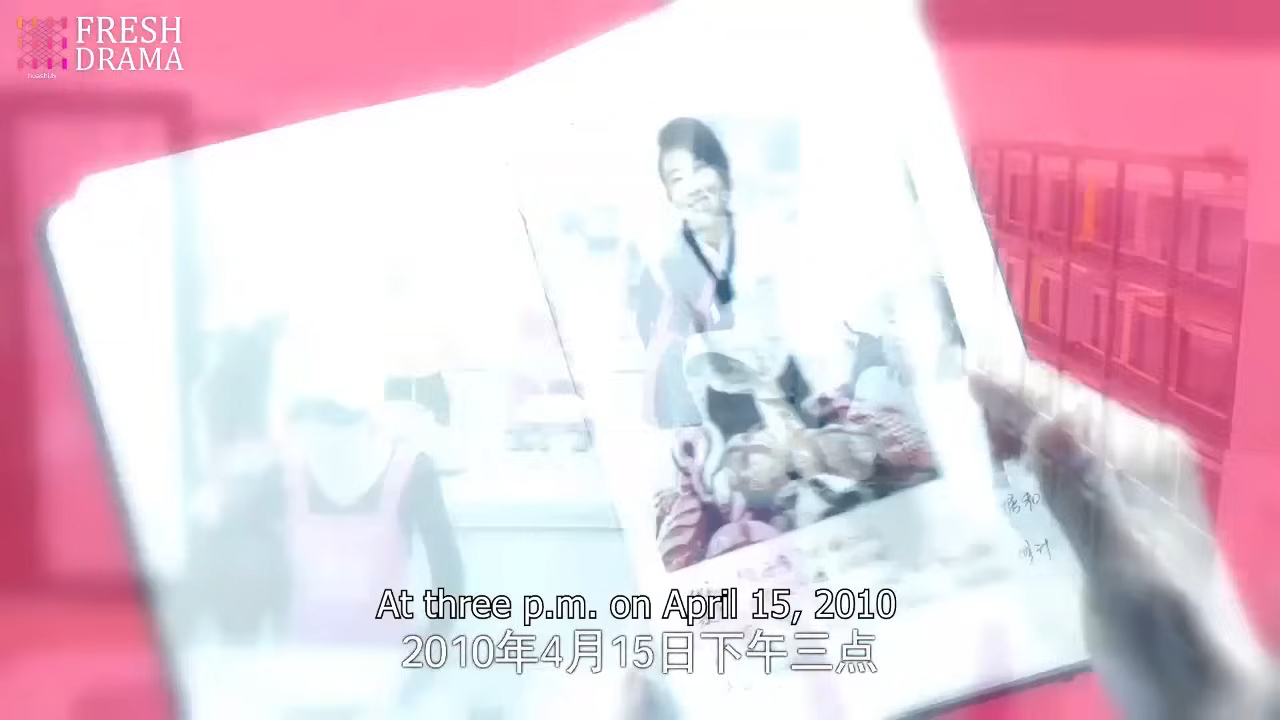 FRESH
DRAMA
huashijy
At three p.m. on April 15, 2010
2010年4月15日下午三点